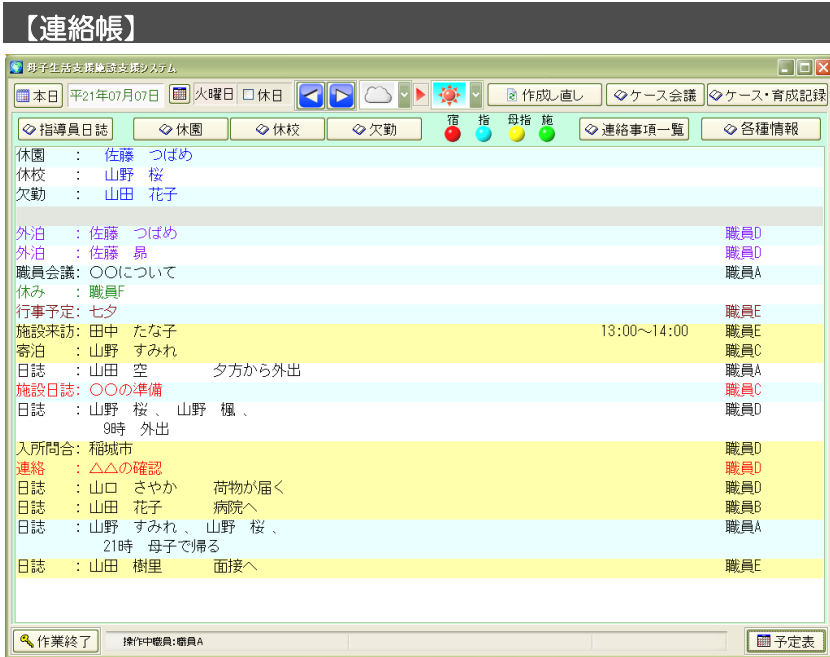 【連絡帳】
母子生活支援施設支援システム
本日 平21年07月07日 火曜日 休日 作成し直し ケース会議 ケース・育成記録
指導員日誌 休園 休校 欠勤 宿 指 母指 施 連絡事項一覧 各種情報
休園 : 佐藤 つばめ
休校 : 山野 桜
欠勤 : 山田 花子
外泊 : 佐藤 つばめ 職員D
外泊 : 佐藤 昴 職員D
職員会議: 〇〇について 職員A
休み : 職員F
行事予定: 七夕 職員E
施設来訪: 田中 たな子 13:00～14:00 職員E
寄泊 : 山野 すみれ 職員C
日誌 : 山田 空 夕方から外出 職員A
施設日誌: 〇〇の準備 職員C
日誌 : 山野 桜 、 山野 楓 、 職員D
9時 外出
入所問合: 稲城市 職員D
連絡 : △△の確認 職員D
日誌 : 山口 さやか 荷物が届く 職員D
日誌 : 山田 花子 病院へ 職員B
日誌 : 山野 すみれ 、 山野 桜 、 職員A
21時 母子で帰る
日誌 : 山田 樹里 面接へ 職員E
作業終了 操作中職員:職員A 予定表